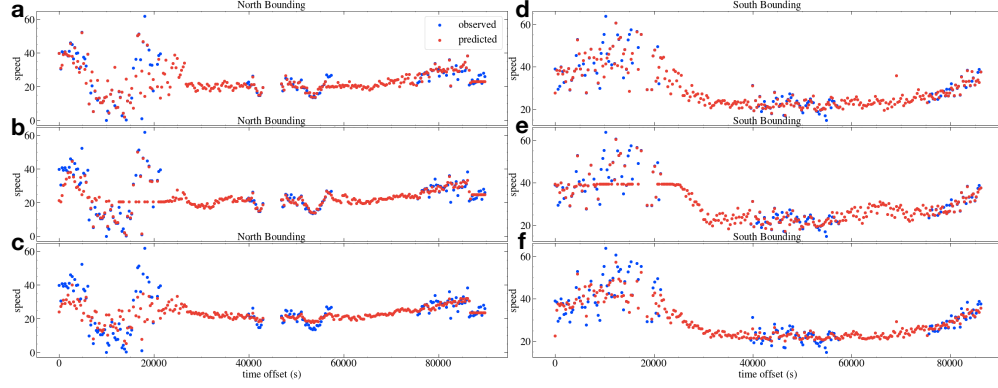 a
North Bounding
60
40
20
0
speed
observed
predicted
b
North Bounding
60
40
20
0
speed
c
North Bounding
60
40
20
0
speed
0
20000
40000
60000
80000
time offset (s)
d
South Bounding
60
40
20
speed
e
South Bounding
60
40
20
speed
f
South Bounding
60
40
20
speed
0
20000
40000
60000
80000
time offset (s)